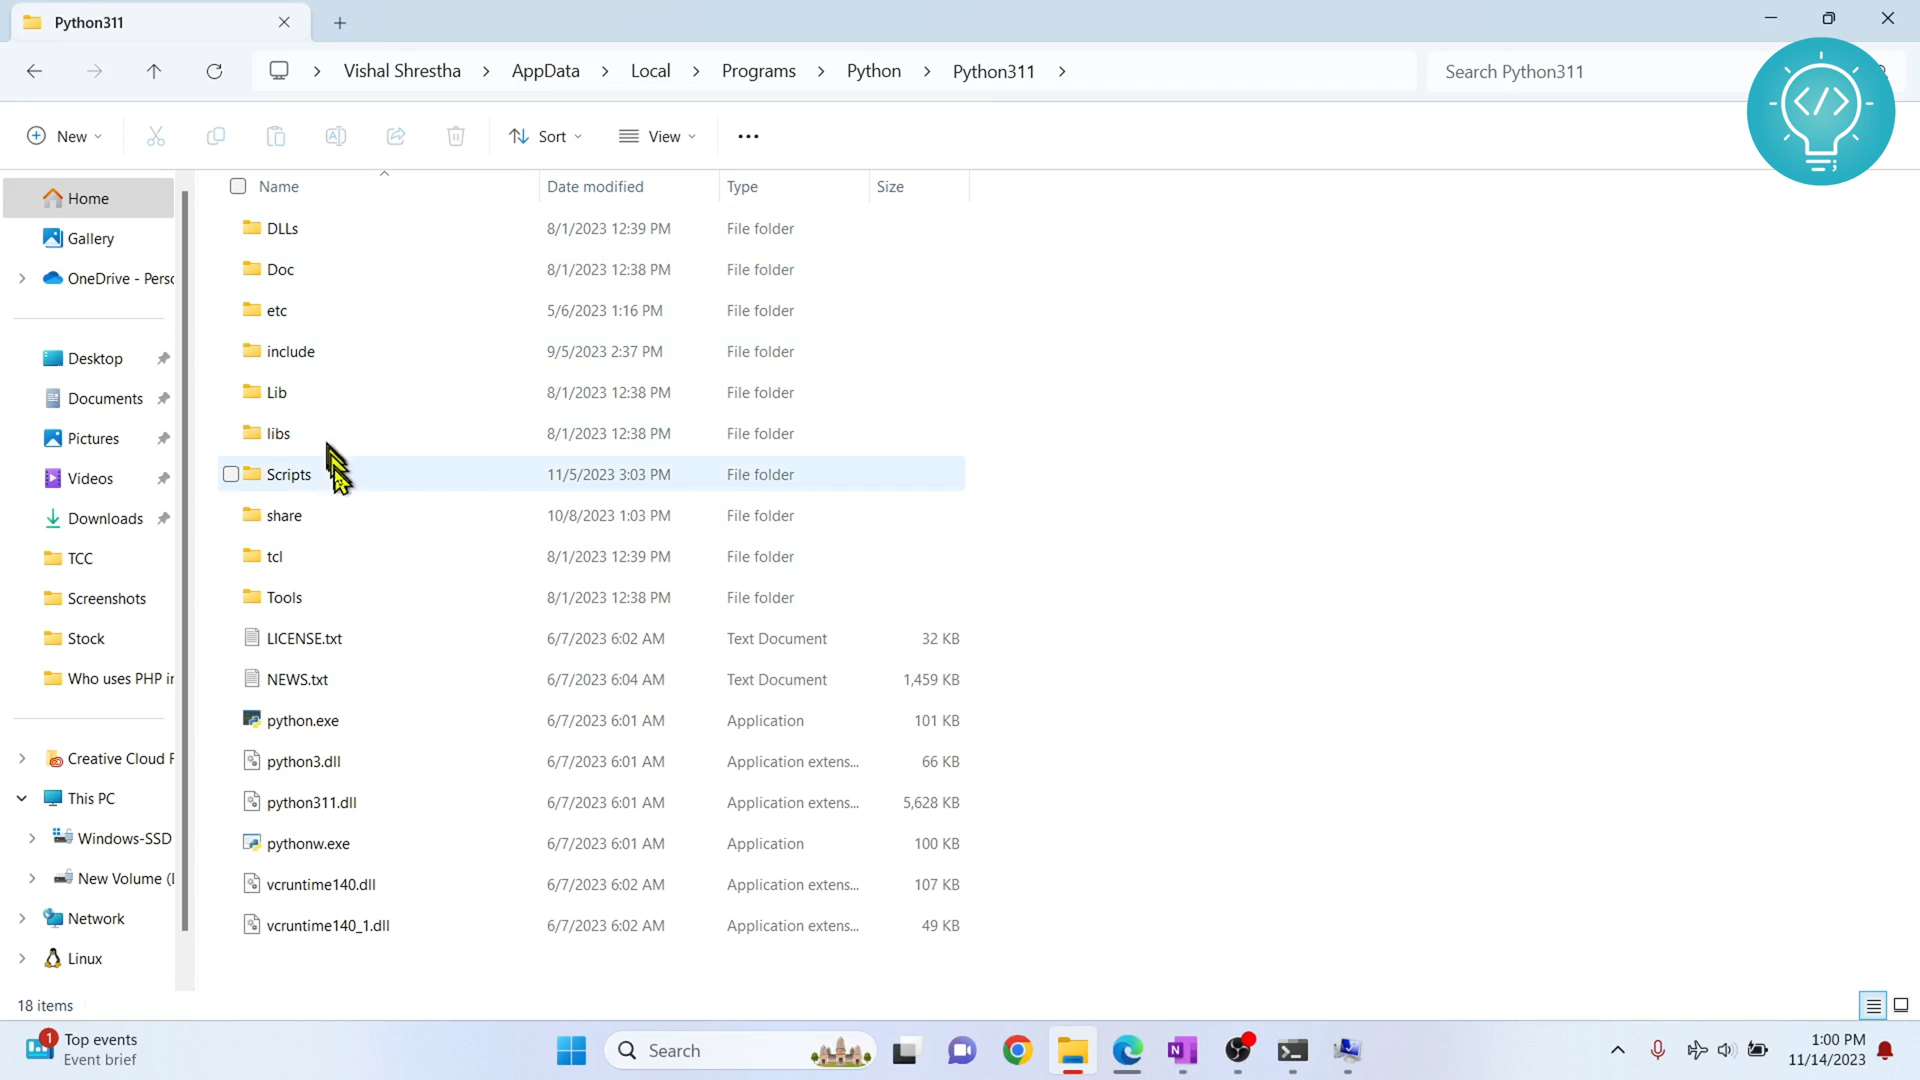 Python311
Vishal Shrestha > AppData > Local > Programs > Python > Python311 >
Search Python311
New
Sort
View
Name Date modified Type Size
Home
Gallery
OneDrive - Perso
Desktop
Documents
Pictures
Videos
Downloads
TCC
Screenshots
Stock
Who uses PHP in
Creative Cloud F
This PC
Windows-SSD
New Volume (
Network
Linux
DLLs 8/1/2023 12:39 PM File folder
Doc 8/1/2023 12:38 PM File folder
etc 5/6/2023 1:16 PM File folder
include 9/5/2023 2:37 PM File folder
Lib 8/1/2023 12:38 PM File folder
libs 8/1/2023 12:38 PM File folder
Scripts 11/5/2023 3:03 PM File folder
share 10/8/2023 1:03 PM File folder
tcl 8/1/2023 12:39 PM File folder
Tools 8/1/2023 12:38 PM File folder
LICENSE.txt 6/7/2023 6:02 AM Text Document 32 KB
NEWS.txt 6/7/2023 6:04 AM Text Document 1,459 KB
python.exe 6/7/2023 6:01 AM Application 101 KB
python3.dll 6/7/2023 6:01 AM Application extens... 66 KB
python311.dll 6/7/2023 6:01 AM Application extens... 5,628 KB
pythonw.exe 6/7/2023 6:01 AM Application 100 KB
vcruntime140.dll 6/7/2023 6:02 AM Application extens... 107 KB
vcruntime140_1.dll 6/7/2023 6:02 AM Application extens... 49 KB
18 items
1
Top events
Event brief
Search
1:00 PM
11/14/2023